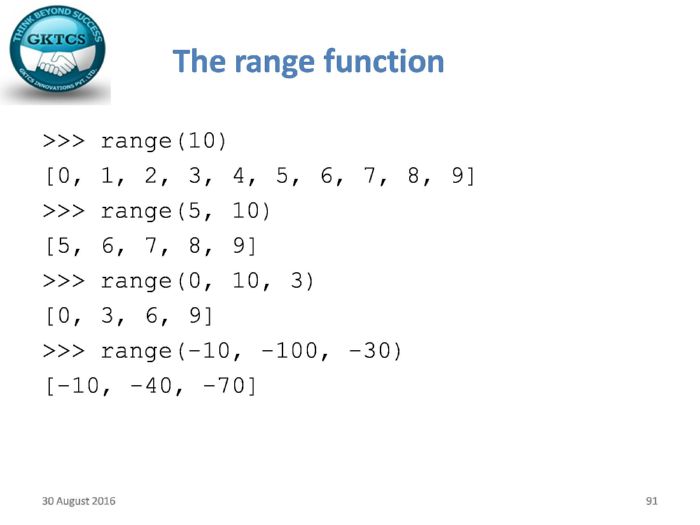 THINK BEYOND SUCCESS
GKTCS
GKTCS INNOVATIONS PVT. LTD.
The range function
>>> range(10)
[0, 1, 2, 3, 4, 5, 6, 7, 8, 9]
>>> range(5, 10)
[5, 6, 7, 8, 9]
>>> range(0, 10, 3)
[0, 3, 6, 9]
>>> range(-10, -100, -30)
[-10, -40, -70]
30 August 2016
91